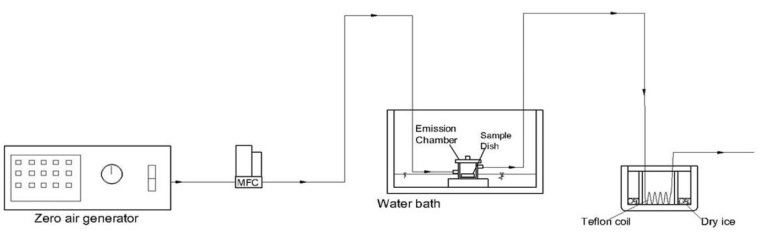 Emission
Chamber
Sample
Dish
MFC
Zero air generator
Water bath
Teflon coil
Dry ice